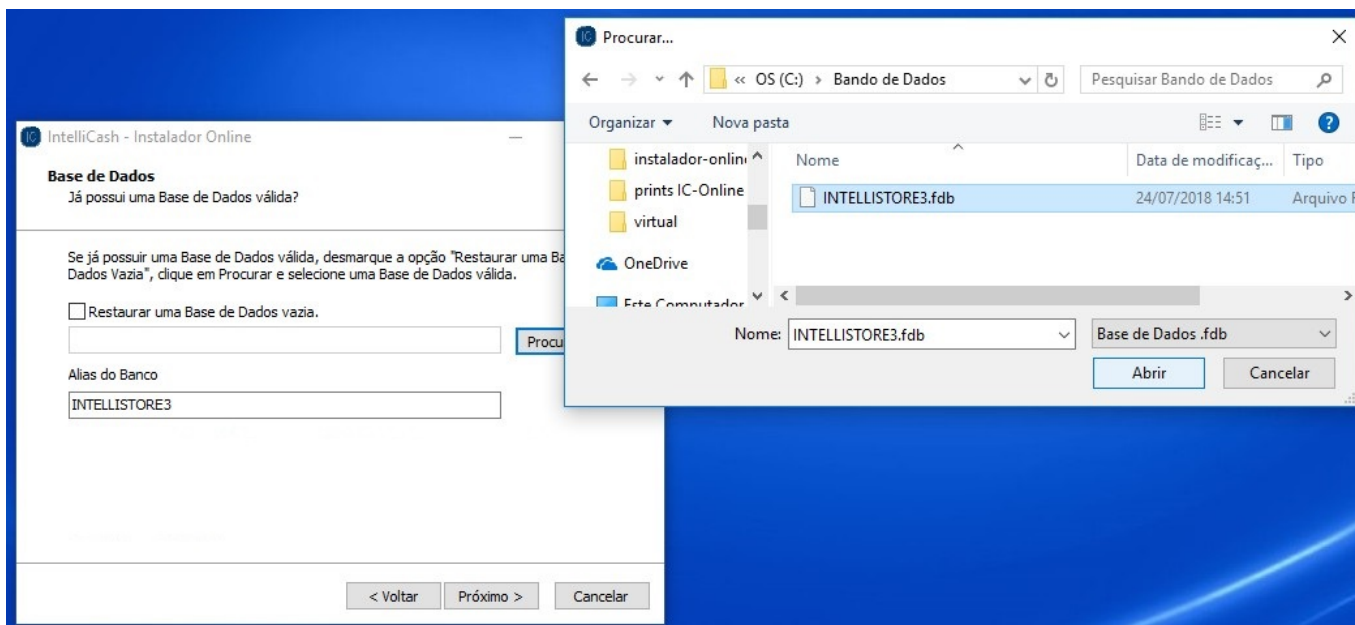 IntelliCash - Instalador Online
Base de Dados
Já possui uma Base de Dados válida?
Se já possuir uma Base de Dados válida, desmarque a opção "Restaurar uma Ba
Dados Vazia", clique em Procurar e selecione uma Base de Dados válida.
Restaurar uma Base de Dados vazia.
Procu
Alias do Banco
INTELLISTORE3
< Voltar Próximo > Cancelar
Procurar...
« OS (C:) > Bando de Dados Pesquisar Bando de Dados
Organizar Nova pasta
instalador-onlin
prints IC-Online
virtual
OneDrive
Este Computador
Nome Data de modificaç... Tipo
INTELLISTORE3.fdb 24/07/2018 14:51 Arquivo F
Nome: INTELLISTORE3.fdb Base de Dados .fdb
Abrir Cancelar